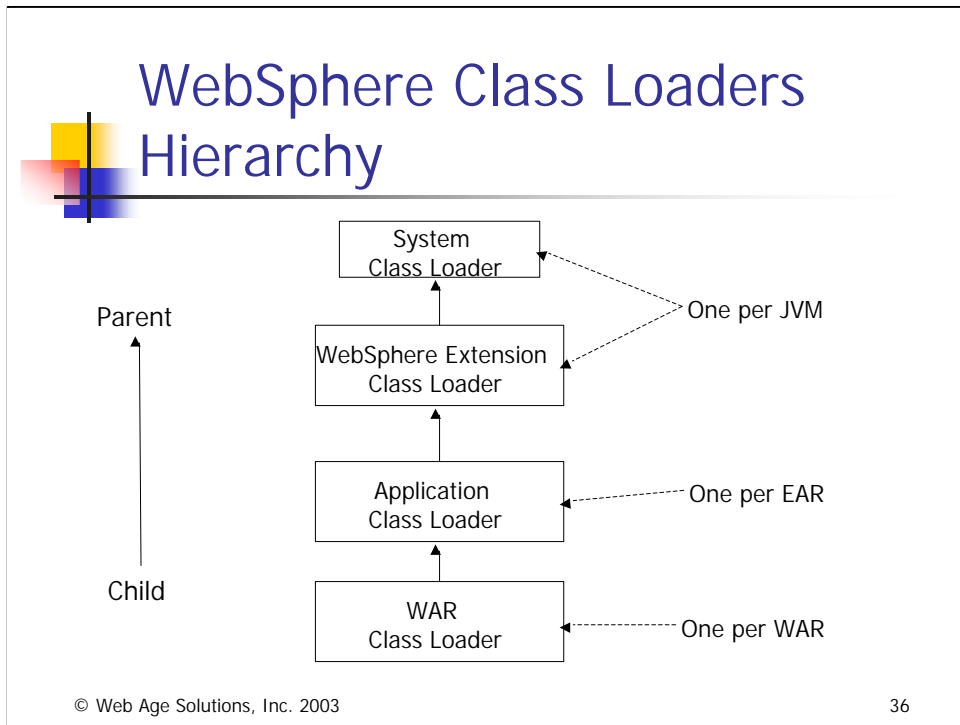 WebSphere Class Loaders
Hierarchy
System
Class Loader
Parent
One per JVM
WebSphere Extension
Class Loader
Application
Class Loader
One per EAR
Child
WAR
Class Loader
One per WAR
© Web Age Solutions, Inc. 2003
36